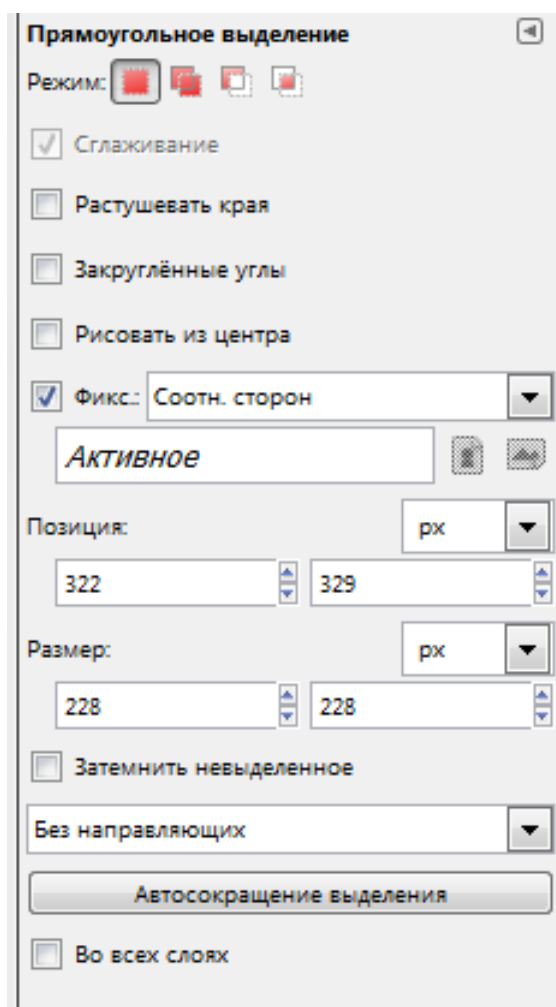 Прямоугольное выделение
Режим:
Сглаживание
Растушевать края
Закруглённые углы
Рисовать из центра
Фикс.: Соотн. сторон
Активное
Позиция: px
322 329
Размер: px
228 228
Затемнить невыделенное
Без направляющих
Автосокращение выделения
Во всех слоях